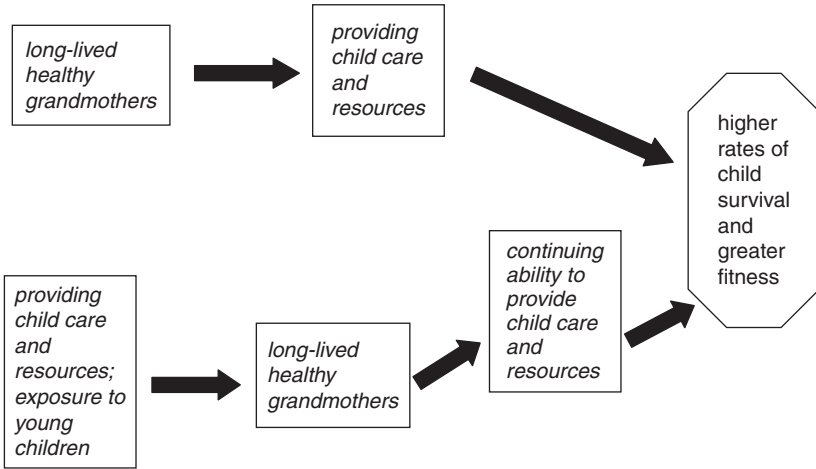 long-lived
healthy
grandmothers
providing
child care
and
resources
higher
rates of
child
survival
and
greater
fitness
providing
child care
and
resources;
exposure to
young
children
long-lived
healthy
grandmothers
continuing
ability to
provide
child care
and
resources